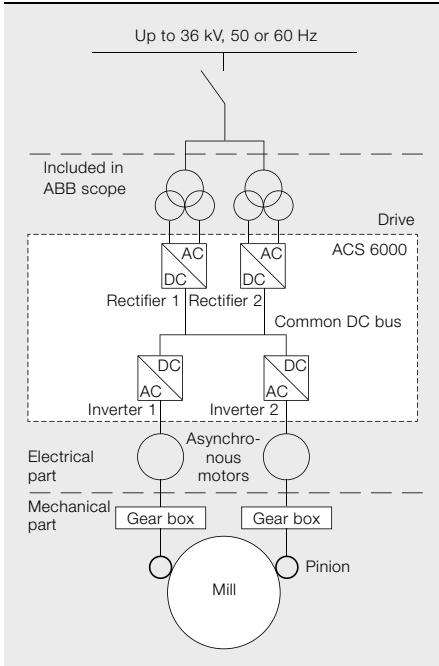 Up to 36 kV, 50 or 60 Hz
Included in
ABB scope
Drive
ACS 6000
AC
DC
AC
DC
Rectifier 1
Rectifier 2
Common DC bus
DC
AC
DC
AC
Inverter 1
Inverter 2
Asynchro-
nous
motors
Electrical
part
Mechanical
part
Gear box
Gear box
Pinion
Mill